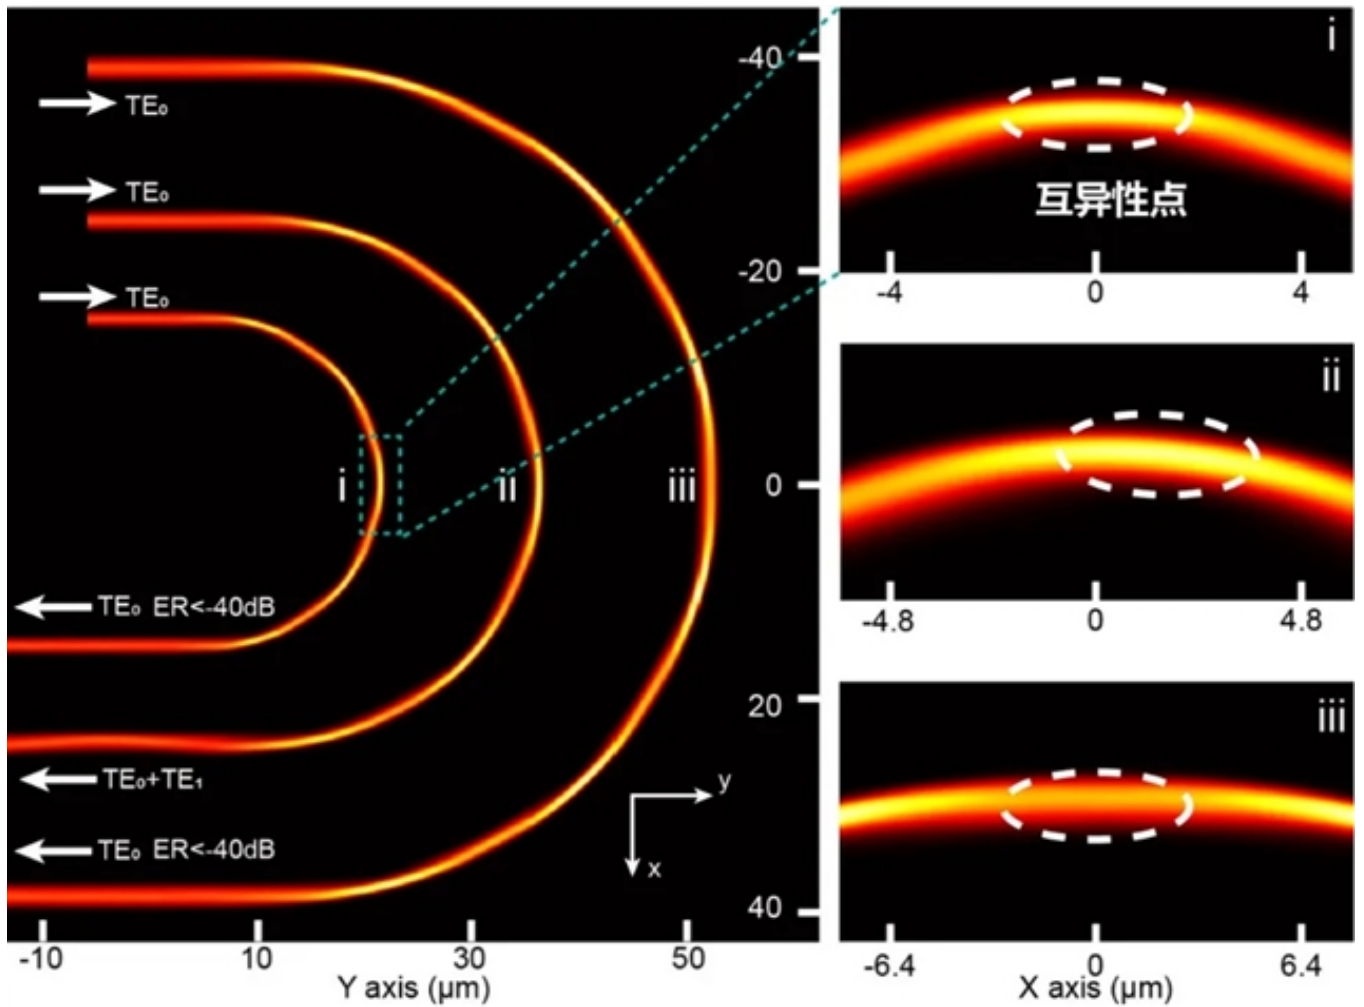 TE₀
TE₀
TE₀
i
ii
iii
TE₀ ER<-40dB
TE₀+TE₁
TE₀ ER<-40dB
y
x
-40
-20
0
20
40
-10
10
30
50
Y axis (μm)
i
互异性点
-4
0
4
ii
-4.8
0
4.8
iii
-6.4
0
6.4
X axis (μm)